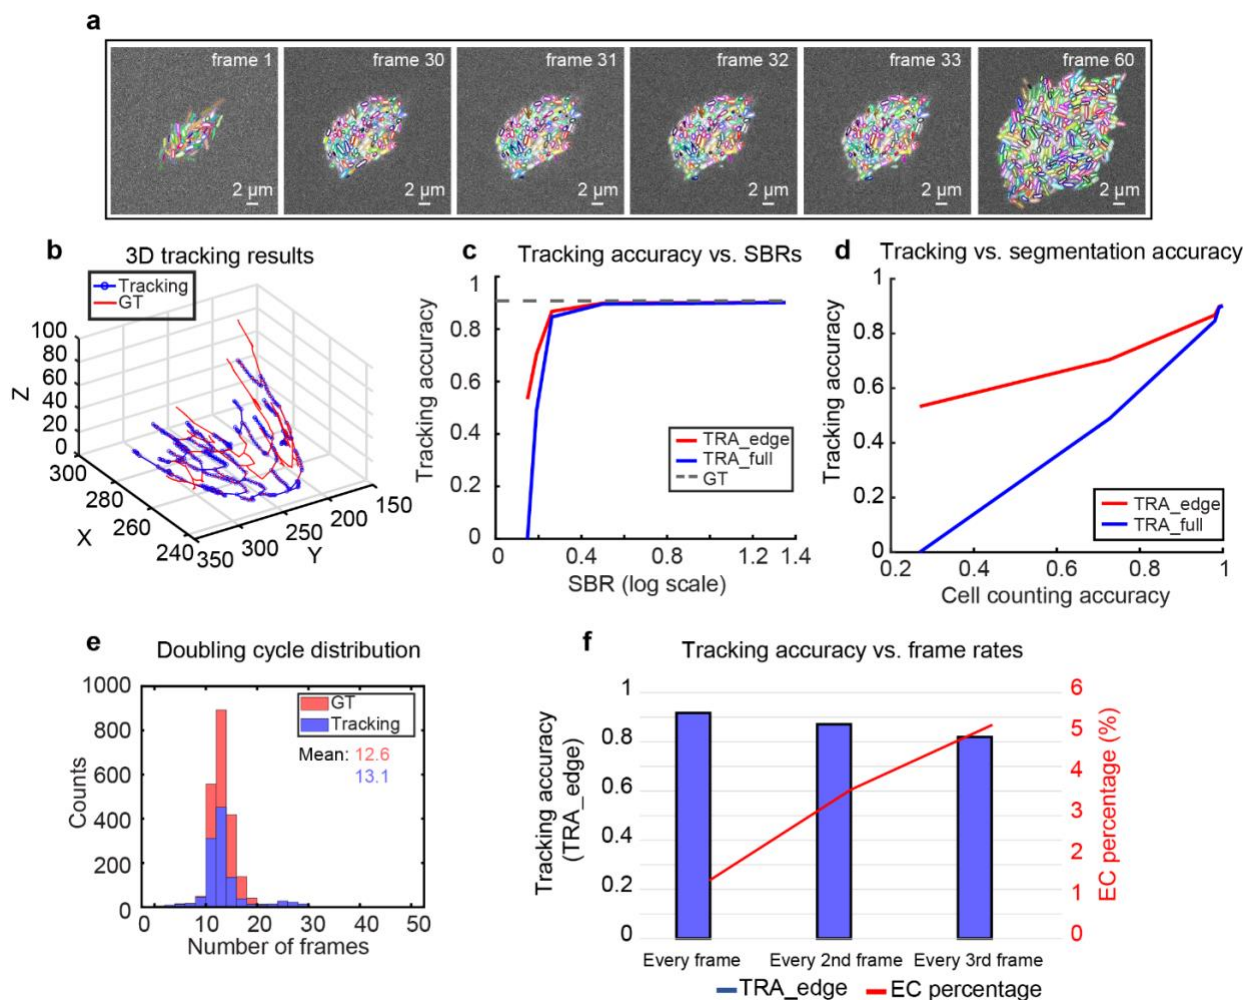 a
frame 1
frame 30
frame 31
frame 32
frame 33
frame 60
2 µm
2 µm
2 µm
2 µm
2 µm
2 µm
b
3D tracking results
Tracking
GT
100
80
60
40
20
0
Z
300
280
260
240
X
350
300
250
200
150
Y
c
Tracking accuracy vs. SBRs
1
0.8
0.6
0.4
0.2
0
Tracking accuracy
TRA_edge
TRA_full
GT
0
0.4
0.8
1.0
1.4
SBR (log scale)
d
Tracking vs. segmentation accuracy
1
0.8
0.6
0.4
0.2
0
Tracking accuracy
TRA_edge
TRA_full
0.2
0.4
0.6
0.8
1
Cell counting accuracy
e
Doubling cycle distribution
1000
800
600
400
200
0
Counts
GT
Tracking
Mean: 12.6
13.1
0
10
20
30
40
50
Number of frames
f
Tracking accuracy vs. frame rates
1
0.8
0.6
0.4
0.2
0
Tracking accuracy
(TRA_edge)
6
5
4
3
2
1
0
EC percentage (%)
Every frame
Every 2nd frame
Every 3rd frame
TRA_edge
EC percentage